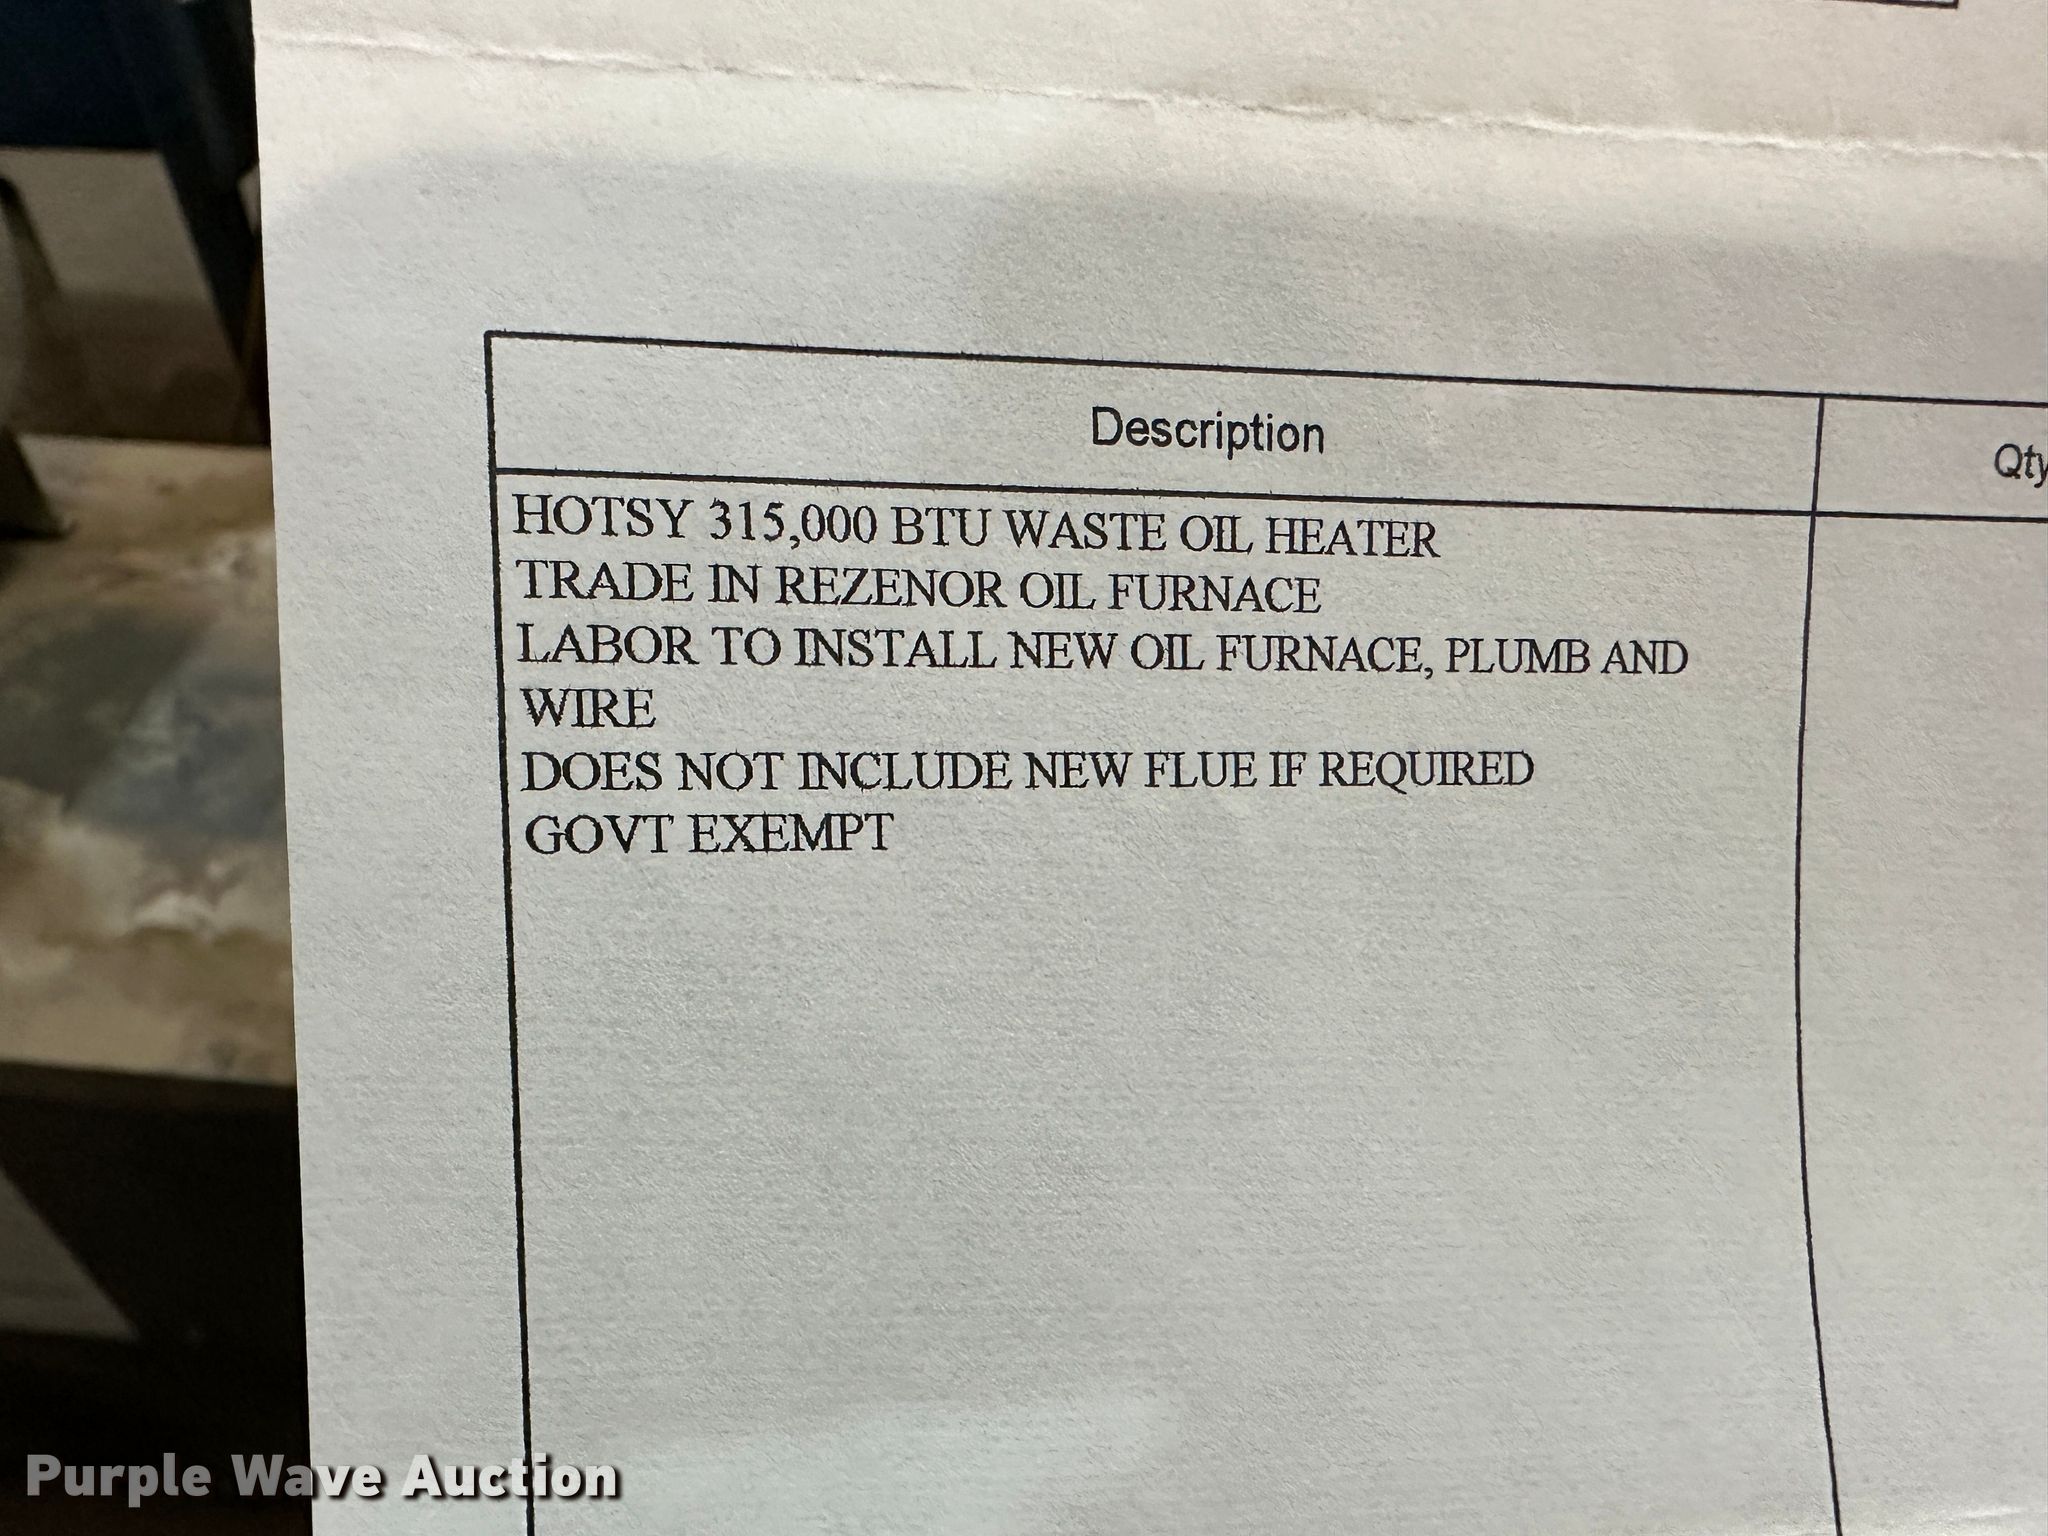 Description
Qty
HOTSY 315,000 BTU WASTE OIL HEATER
TRADE IN REZENOR OIL FURNACE
LABOR TO INSTALL NEW OIL FURNACE, PLUMB AND
WIRE
DOES NOT INCLUDE NEW FLUE IF REQUIRED
GOVT EXEMPT
Purple Wave Auction